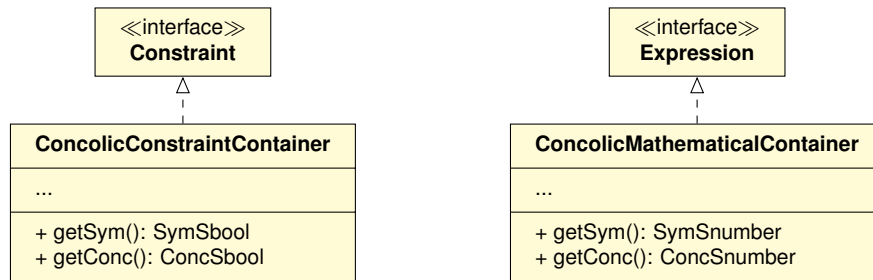 ≪interface≫
Constraint
ConcolicConstraintContainer
...
+ getSym(): SymSbool
+ getConc(): ConcSbool
≪interface≫
Expression
ConcolicMathematicalContainer
...
+ getSym(): SymSnumber
+ getConc(): ConcSnumber